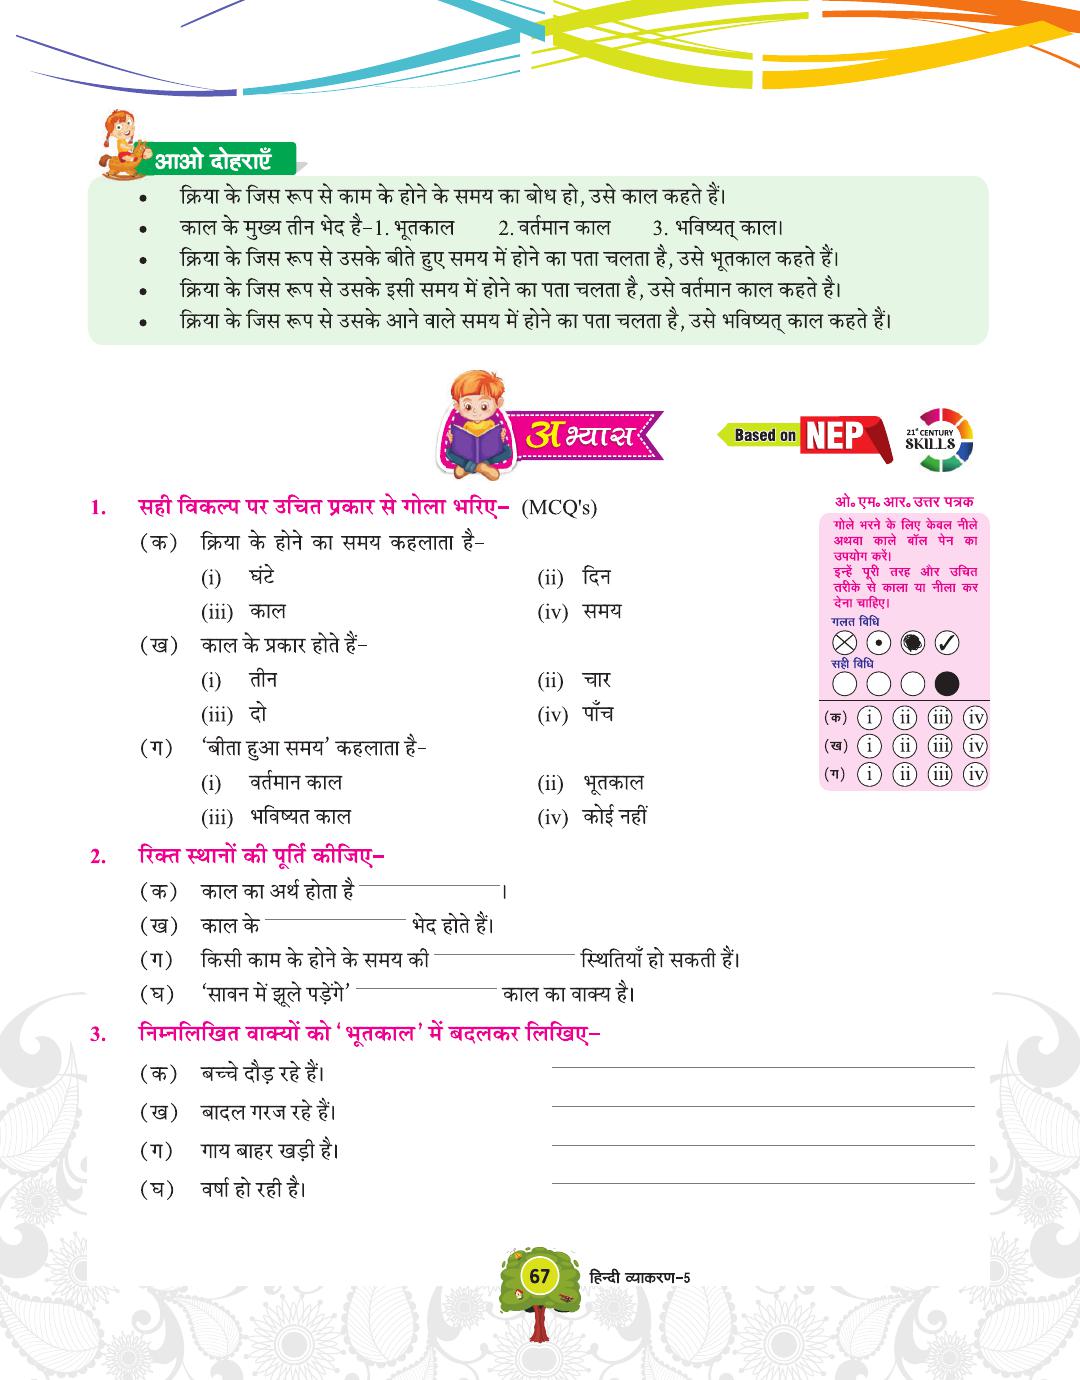 आओ दोहराएँ
• क्रिया के जिस रूप से काम के होने के समय का बोध हो, उसे काल कहते हैं।
• काल के मुख्य तीन भेद है–1. भूतकाल 2. वर्तमान काल 3. भविष्यत् काल।
• क्रिया के जिस रूप से उसके बीते हुए समय में होने का पता चलता है, उसे भूतकाल कहते हैं।
• क्रिया के जिस रूप से उसके इसी समय में होने का पता चलता है, उसे वर्तमान काल कहते है।
• क्रिया के जिस रूप से उसके आने वाले समय में होने का पता चलता है, उसे भविष्यत् काल कहते हैं।
अभ्यास
Based on NEP
21st CENTURY
SKILLS
1. सही विकल्प पर उचित प्रकार से गोला भरिए– (MCQ's)
(क) क्रिया के होने का समय कहलाता है–
(i) घंटे (ii) दिन
(iii) काल (iv) समय
(ख) काल के प्रकार होते हैं–
(i) तीन (ii) चार
(iii) दो (iv) पाँच
(ग) ‘बीता हुआ समय’ कहलाता है–
(i) वर्तमान काल (ii) भूतकाल
(iii) भविष्यत काल (iv) कोई नहीं
ओ. एम. आर. उत्तर पत्रक
गोले भरने के लिए केवल नीले
अथवा काले बॉल पेन का
उपयोग करें।
इन्हें पूरी तरह और उचित
तरीके से काला या नीला कर
देना चाहिए।
गलत विधि
सही विधि
(क) i ii iii iv
(ख) i ii iii iv
(ग) i ii iii iv
2. रिक्त स्थानों की पूर्ति कीजिए–
(क) काल का अर्थ होता है ____________।
(ख) काल के ____________ भेद होते हैं।
(ग) किसी काम के होने के समय की ____________ स्थितियाँ हो सकती हैं।
(घ) ‘सावन में झूले पड़ेंगे’ ____________ काल का वाक्य है।
3. निम्नलिखित वाक्यों को ‘भूतकाल’ में बदलकर लिखिए–
(क) बच्चे दौड़ रहे हैं।
(ख) बादल गरज रहे हैं।
(ग) गाय बाहर खड़ी है।
(घ) वर्षा हो रही है।
67 हिन्दी व्याकरण–5